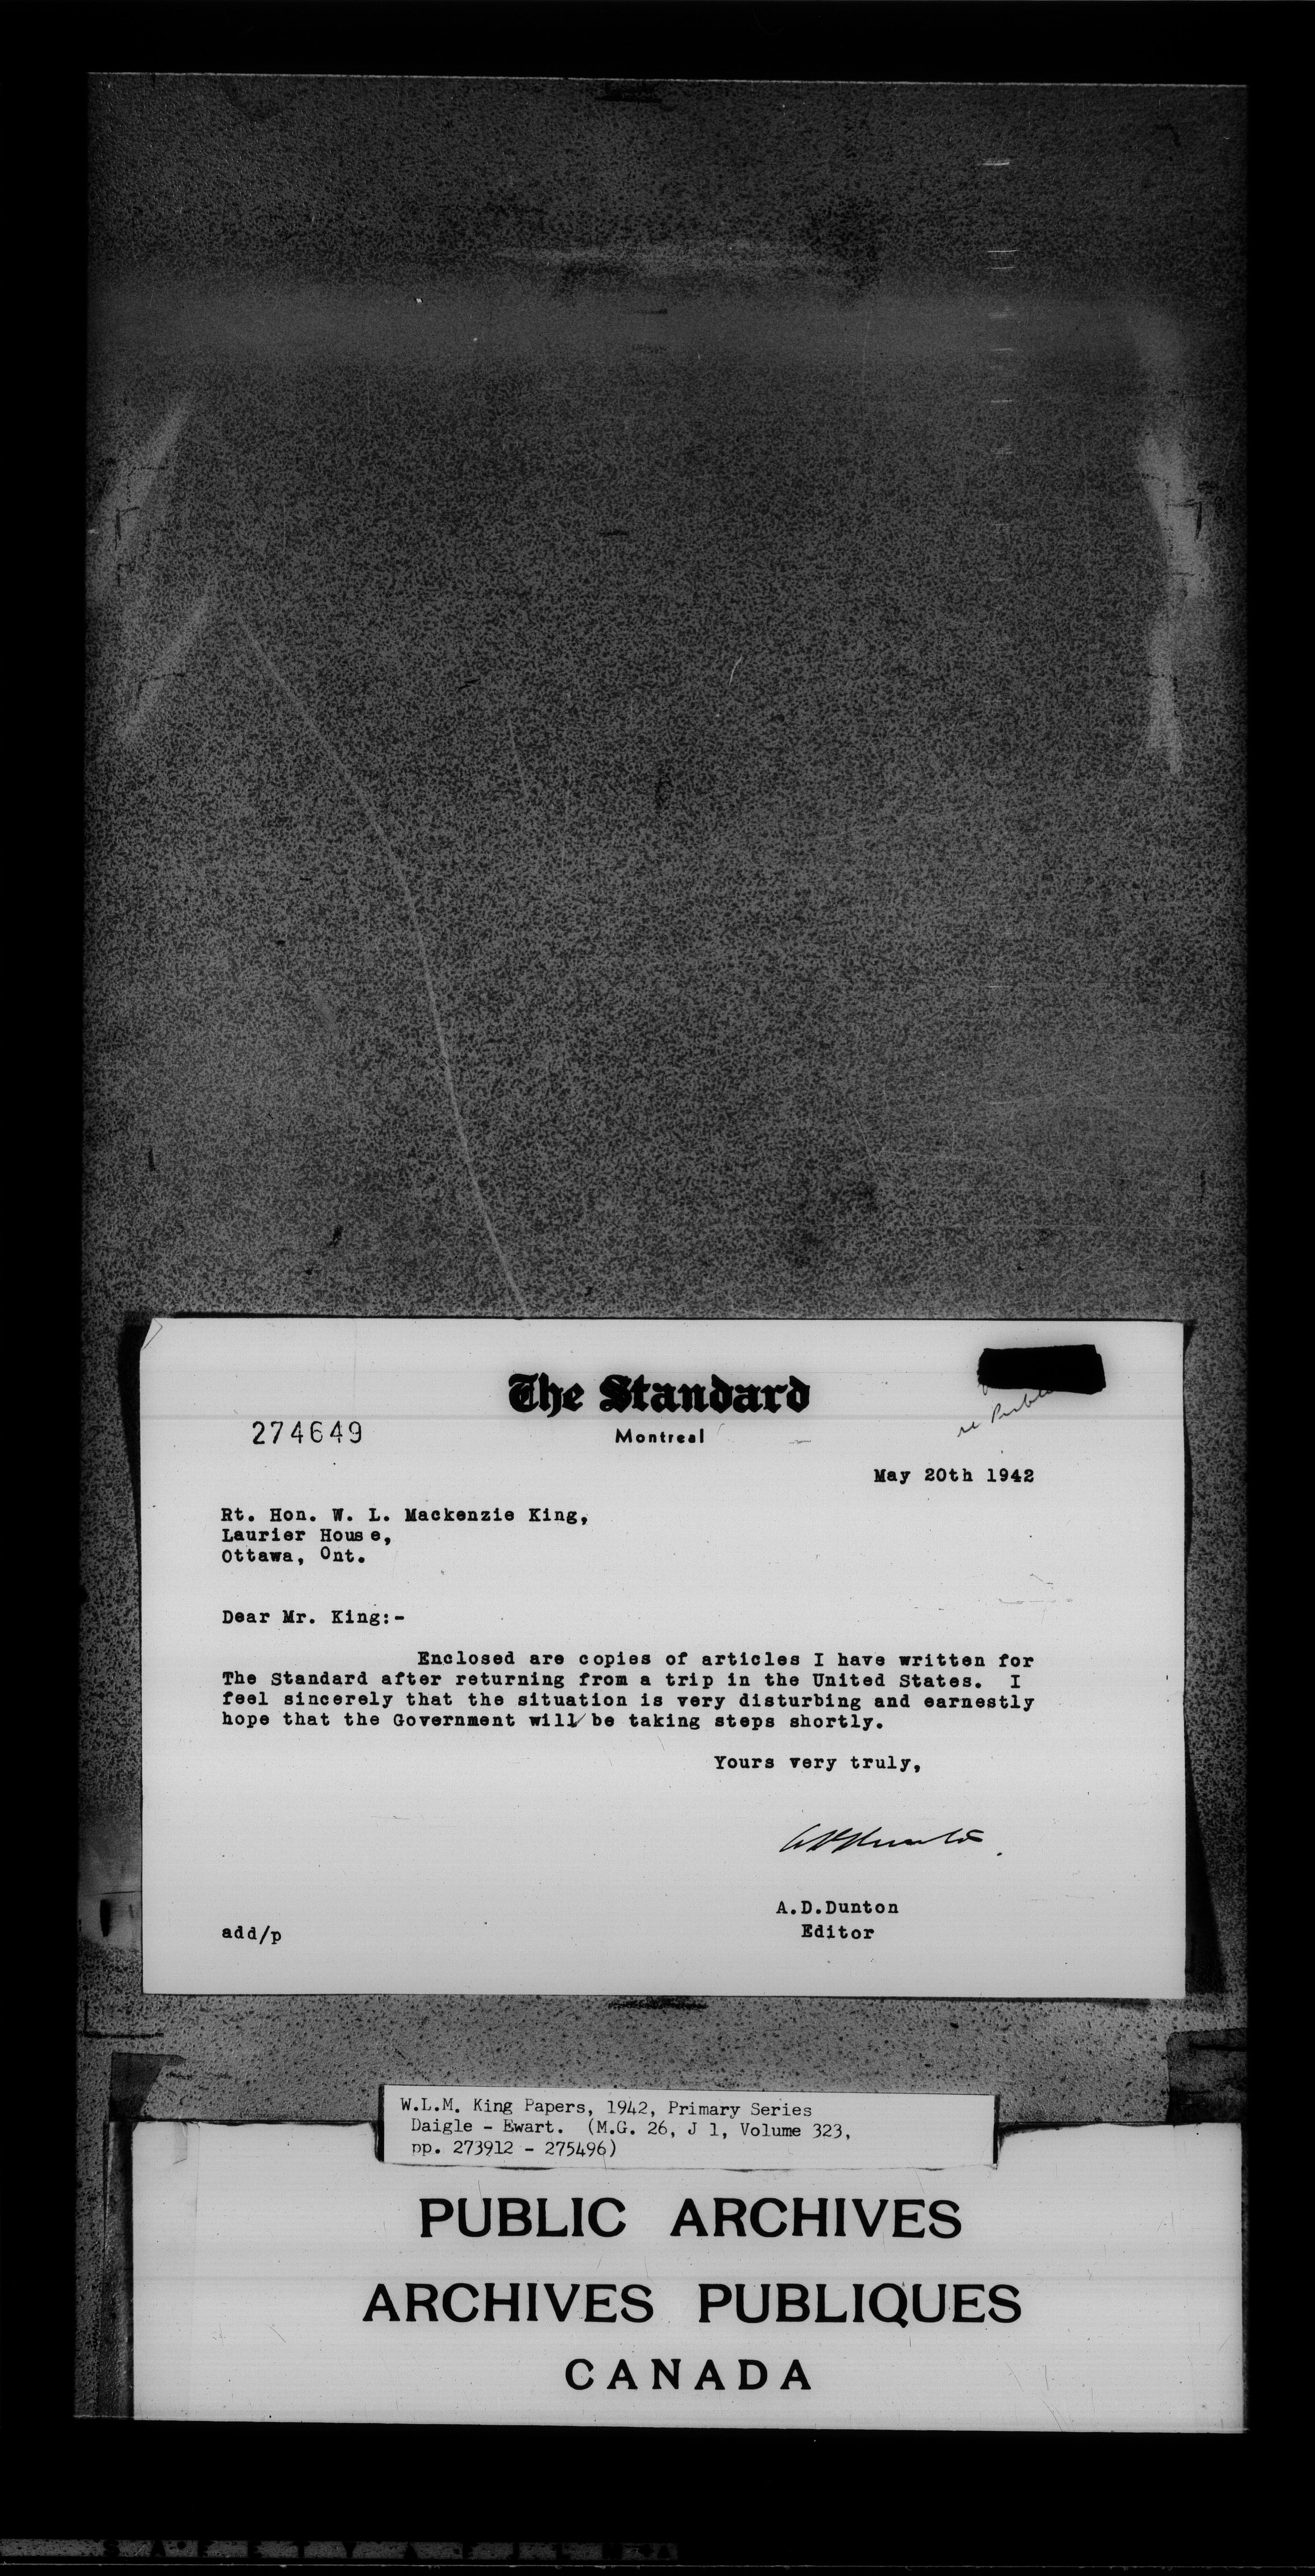 The Standard
Montreal
274649
re
May 20th 1942
Rt. Hon. W. L. Mackenzie King,
Laurier House,
Ottawa, Ont.
Dear Mr. King:-
Enclosed are copies of articles I have written for
The Standard after returning from a trip in the United States. I
feel sincerely that the situation is very disturbing and earnestly
hope that the Government will be taking steps shortly.
Yours very truly,
A.D.Dunton
Editor
add/p
W.L.M. King Papers, 1942, Primary Series
Daigle - Ewart. (M.G. 26, J 1, Volume 323,
pp. 273912 - 275496)
PUBLIC ARCHIVES
ARCHIVES PUBLIQUES
CANADA